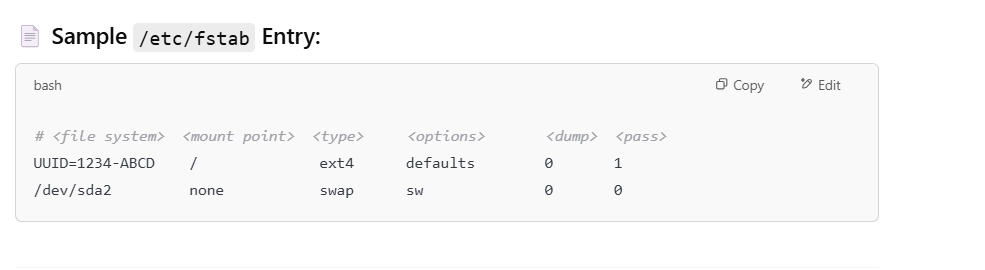 Sample /etc/fstab Entry:
bash Copy Edit
# <file system> <mount point> <type> <options> <dump> <pass>
UUID=1234-ABCD / ext4 defaults 0 1
/dev/sda2 none swap sw 0 0